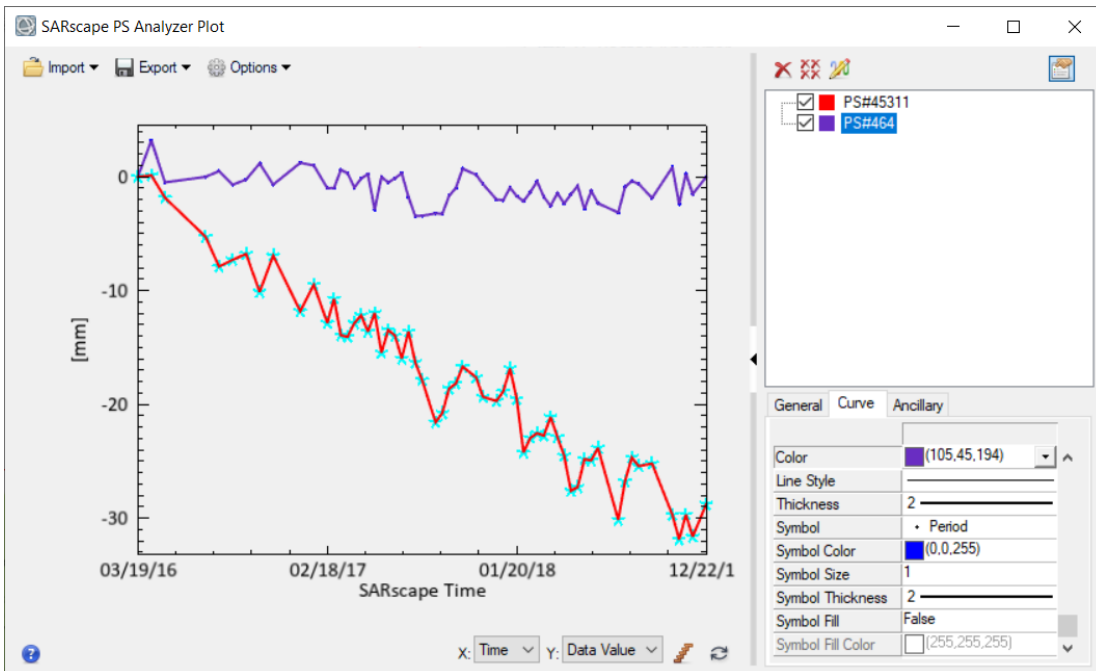 SARscape PS Analyzer Plot
Import Export Options
0
-10
-20
-30
[mm]
03/19/16 02/18/17 01/20/18 12/22/1
SARscape Time
X: Time Y: Data Value
PS#45311
PS#464
General Curve Ancillary
Color (105,45,194)
Line Style
Thickness 2
Symbol Period
Symbol Color (0,0,255)
Symbol Size 1
Symbol Thickness 2
Symbol Fill False
Symbol Fill Color (255,255,255)